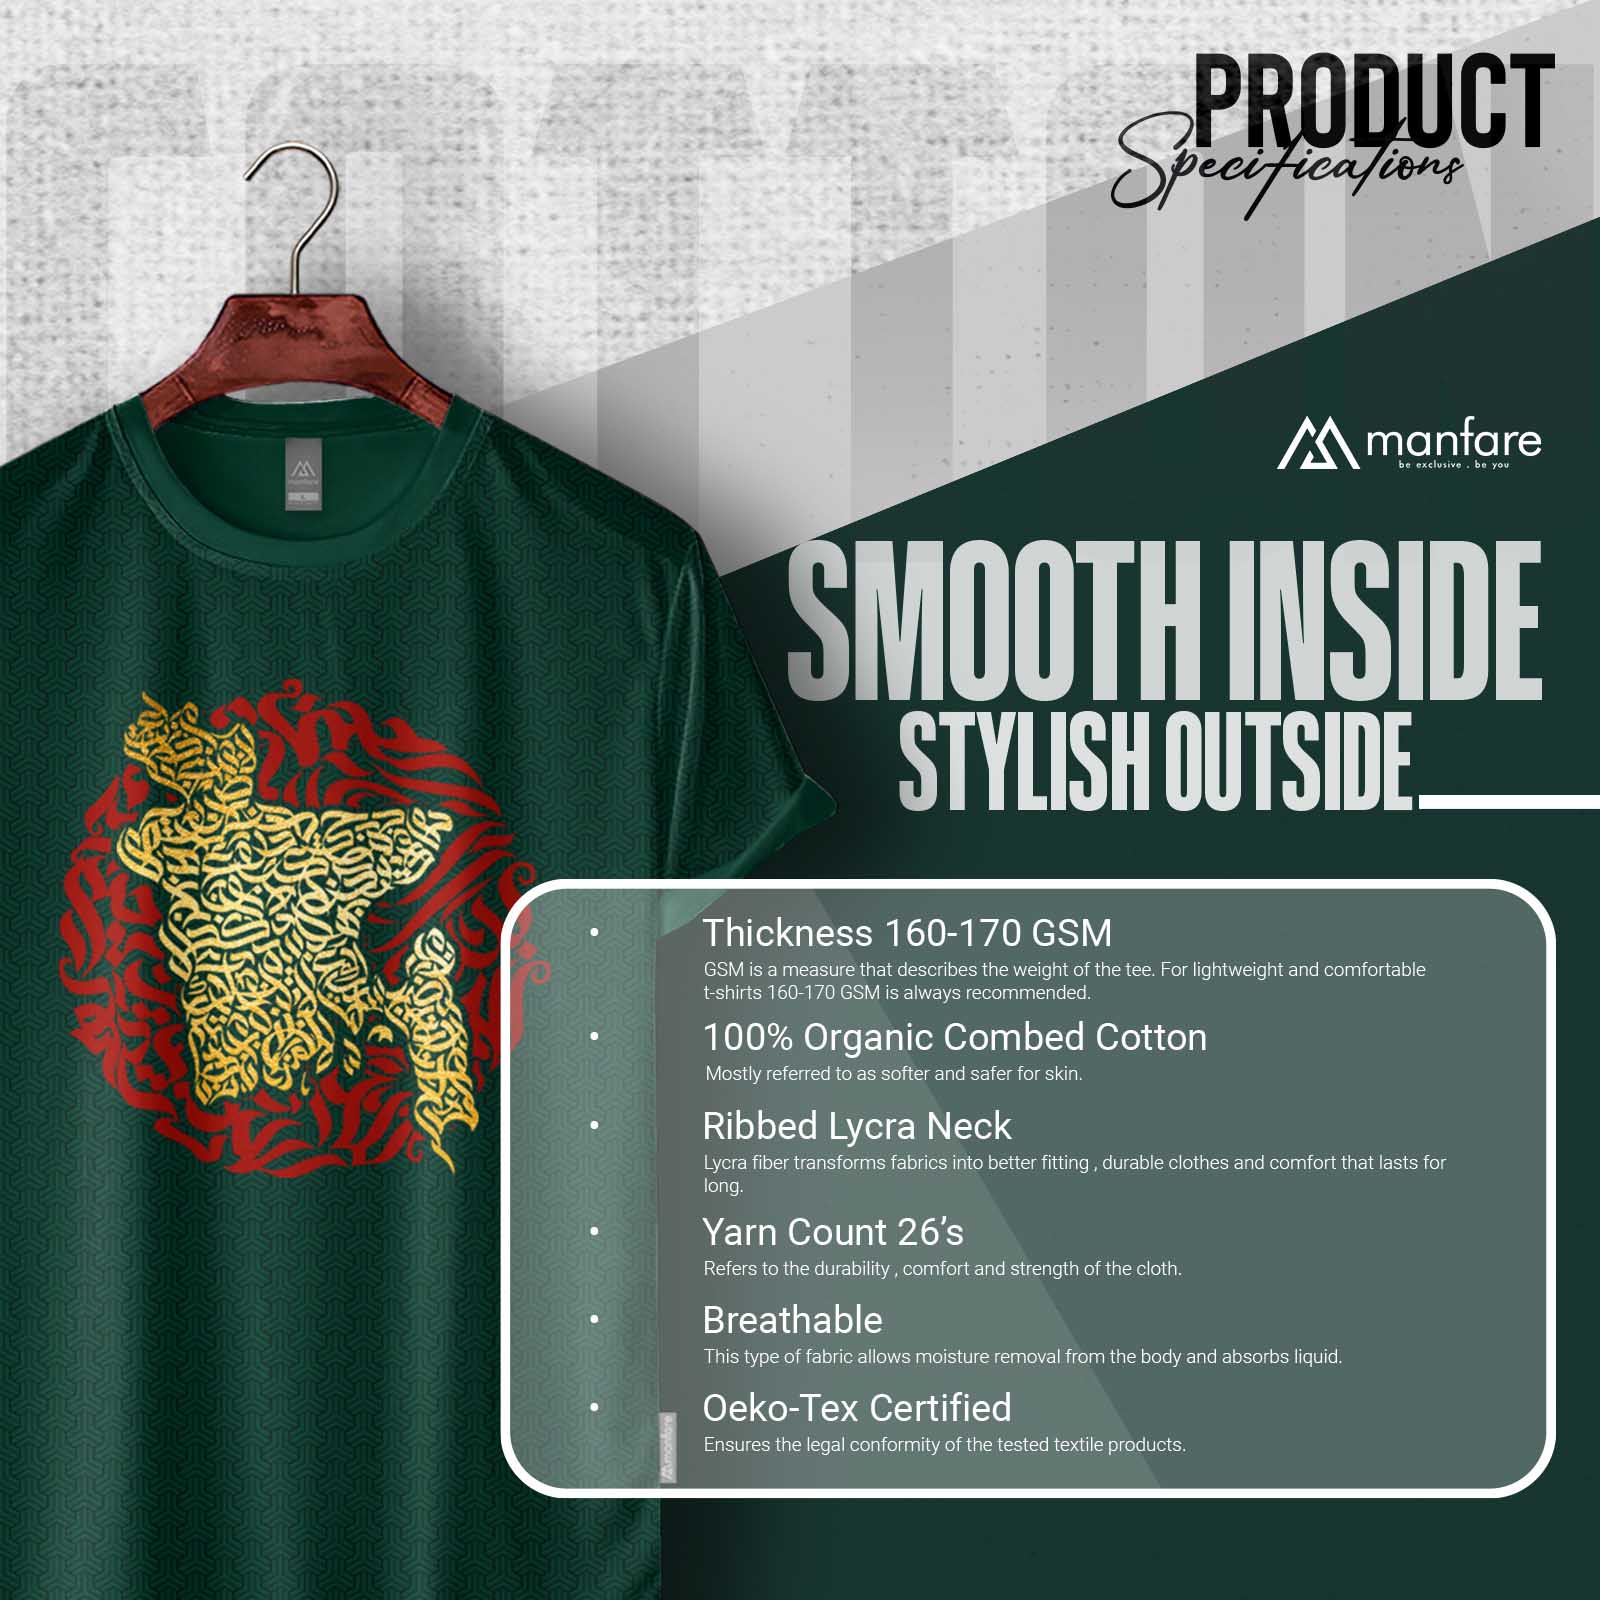 PRODUCT
Specifications
manfare
be exclusive . be you
manfare
SMOOTH INSIDE
STYLISH OUTSIDE
• Thickness 160-170 GSM
GSM is a measure that describes the weight of the tee. For lightweight and comfortable
t-shirts 160-170 GSM is always recommended.
• 100% Organic Combed Cotton
Mostly referred to as softer and safer for skin.
• Ribbed Lycra Neck
Lycra fiber transforms fabrics into better fitting , durable clothes and comfort that lasts for
long.
• Yarn Count 26’s
Refers to the durability , comfort and strength of the cloth.
• Breathable
This type of fabric allows moisture removal from the body and absorbs liquid.
• Oeko-Tex Certified
Ensures the legal conformity of the tested textile products.
manfare